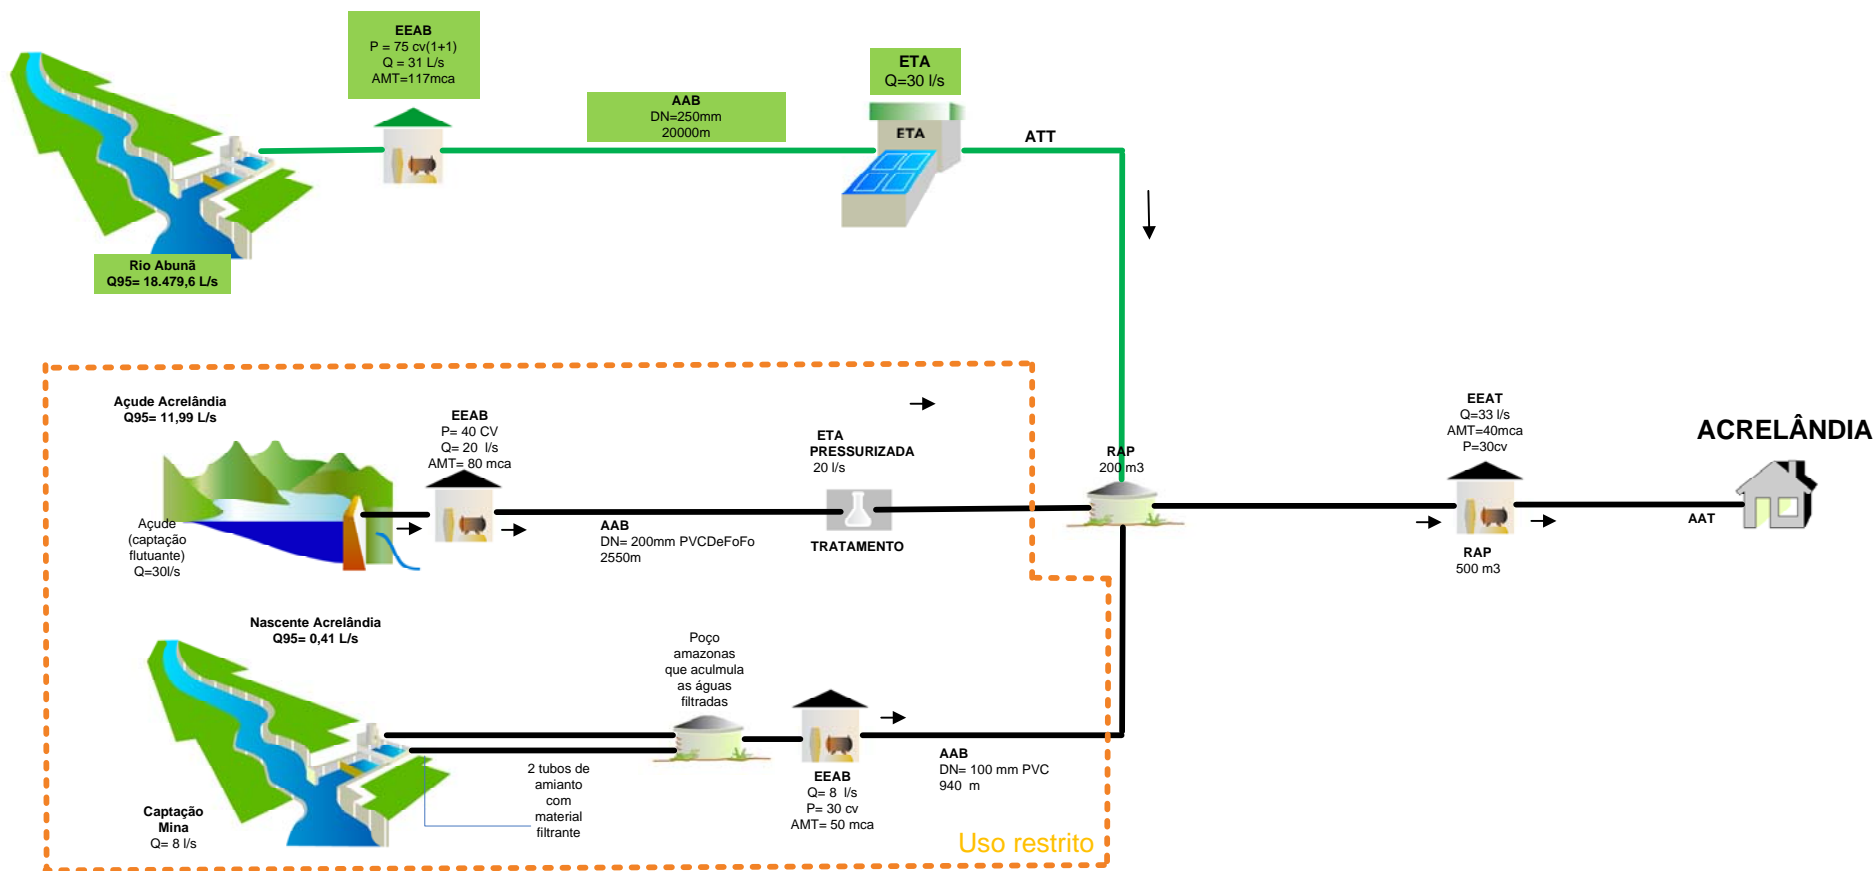 EEAB
P = 75 cv(1+1)
Q = 31 L/s
AMT=117mca
AAB
DN=250mm
20000m
ETA
Q=30 l/s
ETA
ATT
Rio Abunã
Q95= 18.479,6 L/s
Açude Acrelândia
Q95= 11,99 L/s
EEAB
P= 40 CV
Q= 20 l/s
AMT= 80 mca
ETA
PRESSURIZADA
20 l/s
RAP
200 m3
EEAT
Q=33 l/s
AMT=40mca
P=30cv
ACRELÂNDIA
Açude
(captação
flutuante)
Q=30l/s
AAB
DN= 200mm PVCDeFoFo
2550m
TRATAMENTO
AAT
RAP
500 m3
Nascente Acrelândia
Q95= 0,41 L/s
Poço
amazonas
que aculmula
as águas
filtradas
2 tubos de
amianto
com
material
filtrante
EEAB
Q= 8 l/s
P= 30 cv
AMT= 50 mca
AAB
DN= 100 mm PVC
940 m
Captação
Mina
Q= 8 l/s
Uso restrito